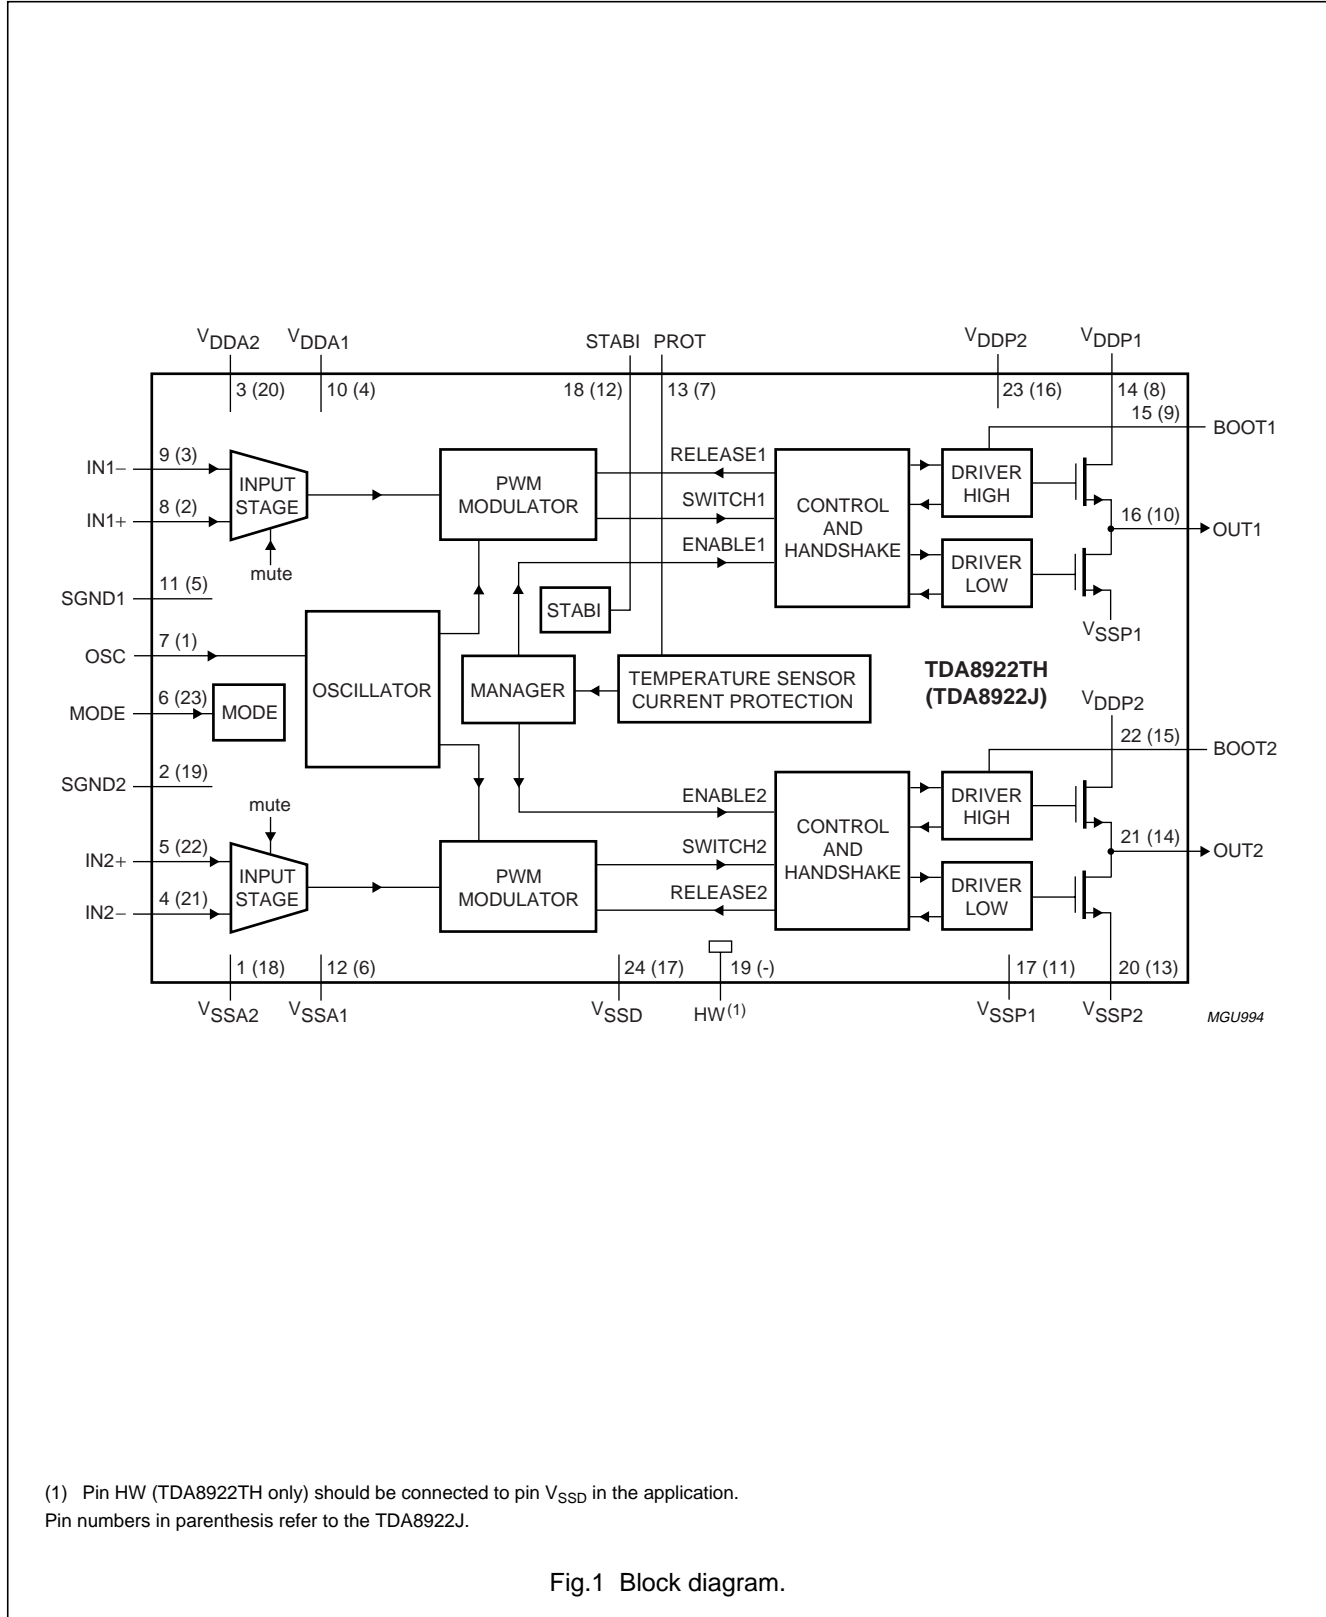 VDDA2 VDDA1 STABI PROT VDDP2 VDDP1
3 (20) 10 (4) 18 (12) 13 (7) 23 (16) 14 (8)
15 (9) BOOT1
IN1− 9 (3)
INPUT STAGE
PWM MODULATOR
RELEASE1
DRIVER HIGH
IN1+ 8 (2)
SWITCH1
CONTROL AND HANDSHAKE
16 (10) OUT1
mute
ENABLE1
DRIVER LOW
SGND1 11 (5)
STABI
VSSP1
OSC 7 (1)
OSCILLATOR
MANAGER
TEMPERATURE SENSOR
CURRENT PROTECTION
TDA8922TH
(TDA8922J)
MODE 6 (23) MODE
VDDP2
22 (15) BOOT2
SGND2 2 (19)
mute
ENABLE2
DRIVER HIGH
IN2+ 5 (22)
INPUT STAGE
PWM MODULATOR
SWITCH2
CONTROL AND HANDSHAKE
21 (14) OUT2
IN2− 4 (21)
RELEASE2
DRIVER LOW
1 (18) 12 (6) 24 (17) 19 (-) 17 (11) 20 (13)
VSSA2 VSSA1 VSSD HW(1) VSSP1 VSSP2 MGU994
(1) Pin HW (TDA8922TH only) should be connected to pin VSSD in the application.
Pin numbers in parenthesis refer to the TDA8922J.
Fig.1 Block diagram.